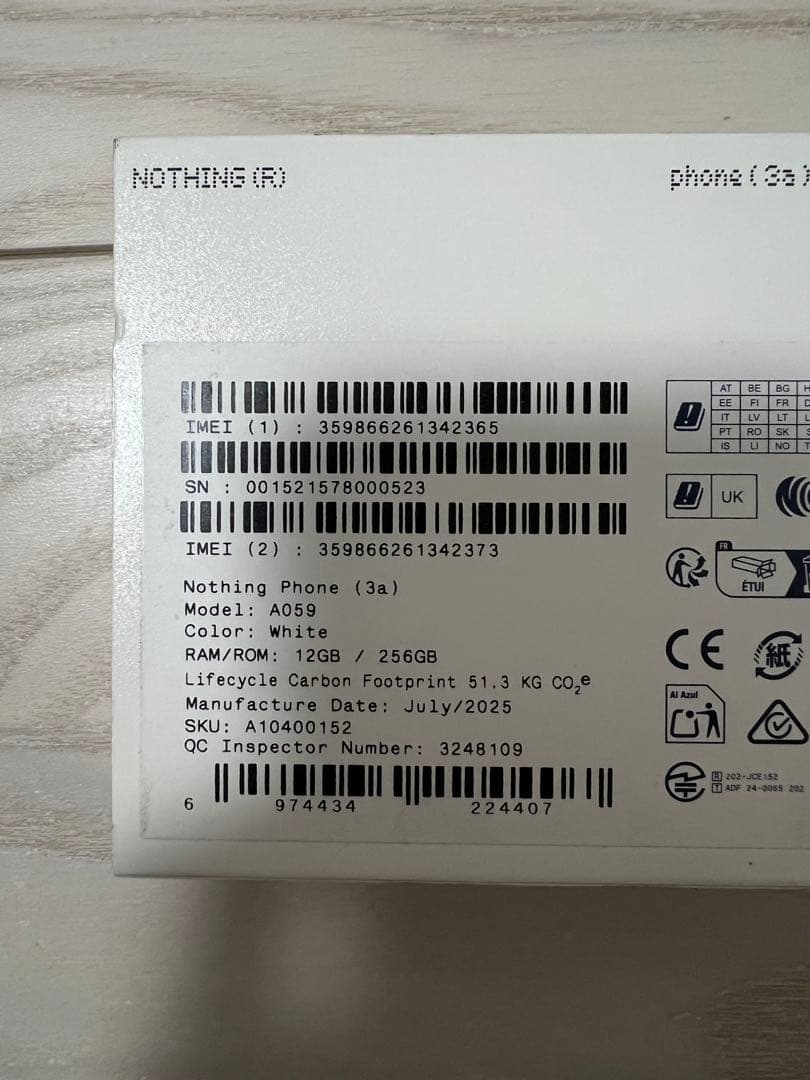 NOTHING(R)
phone(3a)
IMEI (1) : 359866261342365
SN : 001521578000523
IMEI (2) : 359866261342373
Nothing Phone (3a)
Model: A059
Color: White
RAM/ROM: 12GB / 256GB
Lifecycle Carbon Footprint 51.3 KG CO₂e
Manufacture Date: July/2025
SKU: A10400152
QC Inspector Number: 3248109
6 974434 224407
AT BE BG
EE FI FR
IT LV LT
PT RO SK
IS LI NO
UK
FR
ÉTUI
CE
紙
Al Azul
R 202-JCE152
T ADF 24-0085 202